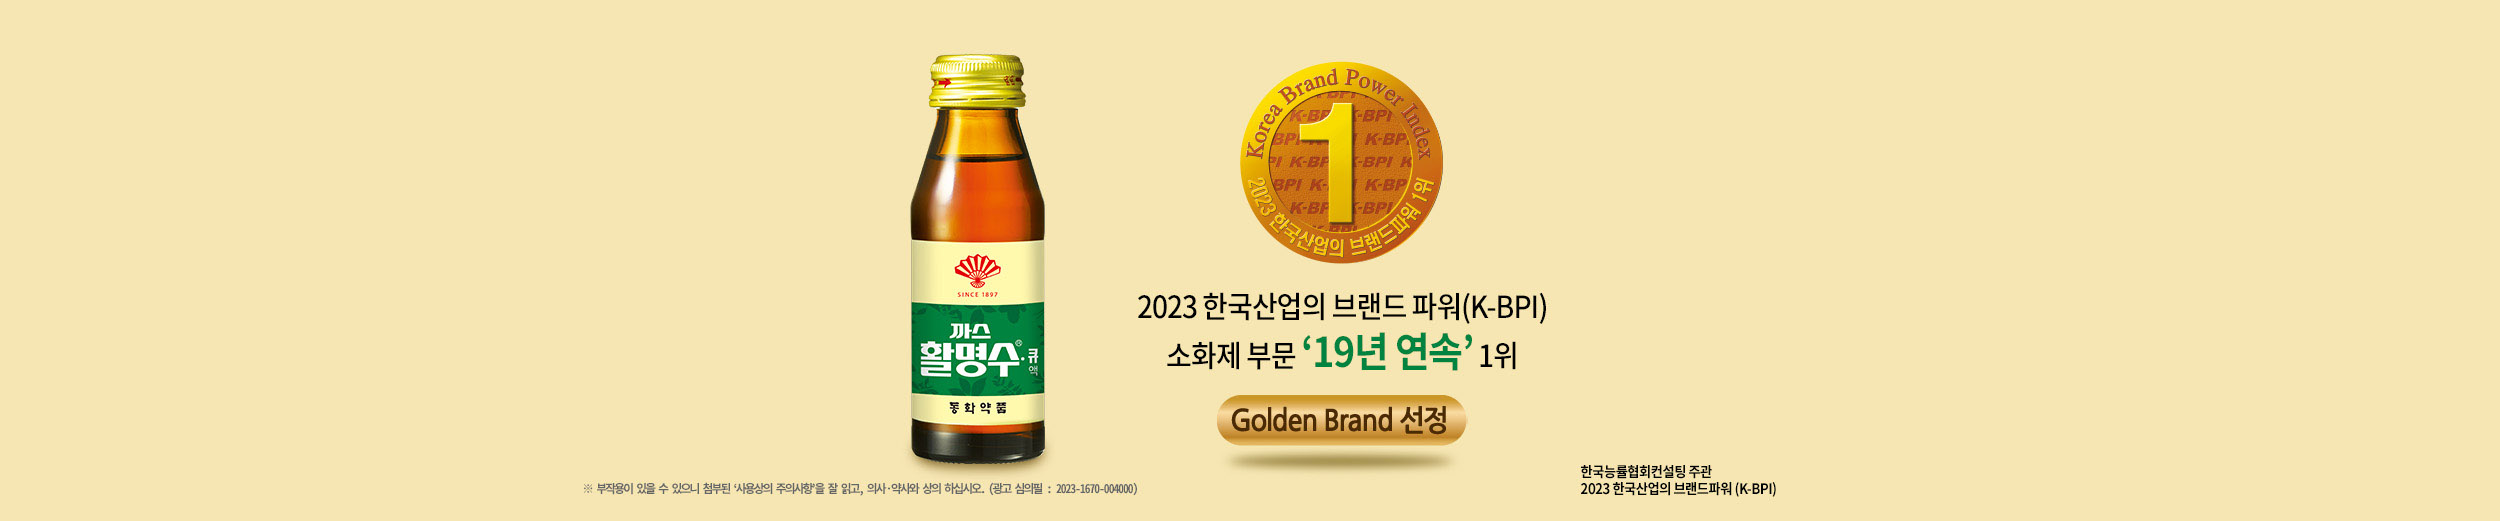 SINCE 1897
까스
활명수®·큐
액
동화약품
Korea Brand Power Index
K-BPI
1
2023 한국산업의 브랜드파워 1위
2023 한국산업의 브랜드 파워(K-BPI)
소화제 부문 ‘19년 연속’ 1위
Golden Brand 선정
※ 부작용이 있을 수 있으니 첨부된 ‘사용상의 주의사항’을 잘 읽고, 의사·약사와 상의 하십시오. (광고 심의필 : 2023-1670-004000)
한국능률협회컨설팅 주관
2023 한국산업의 브랜드파워 (K-BPI)